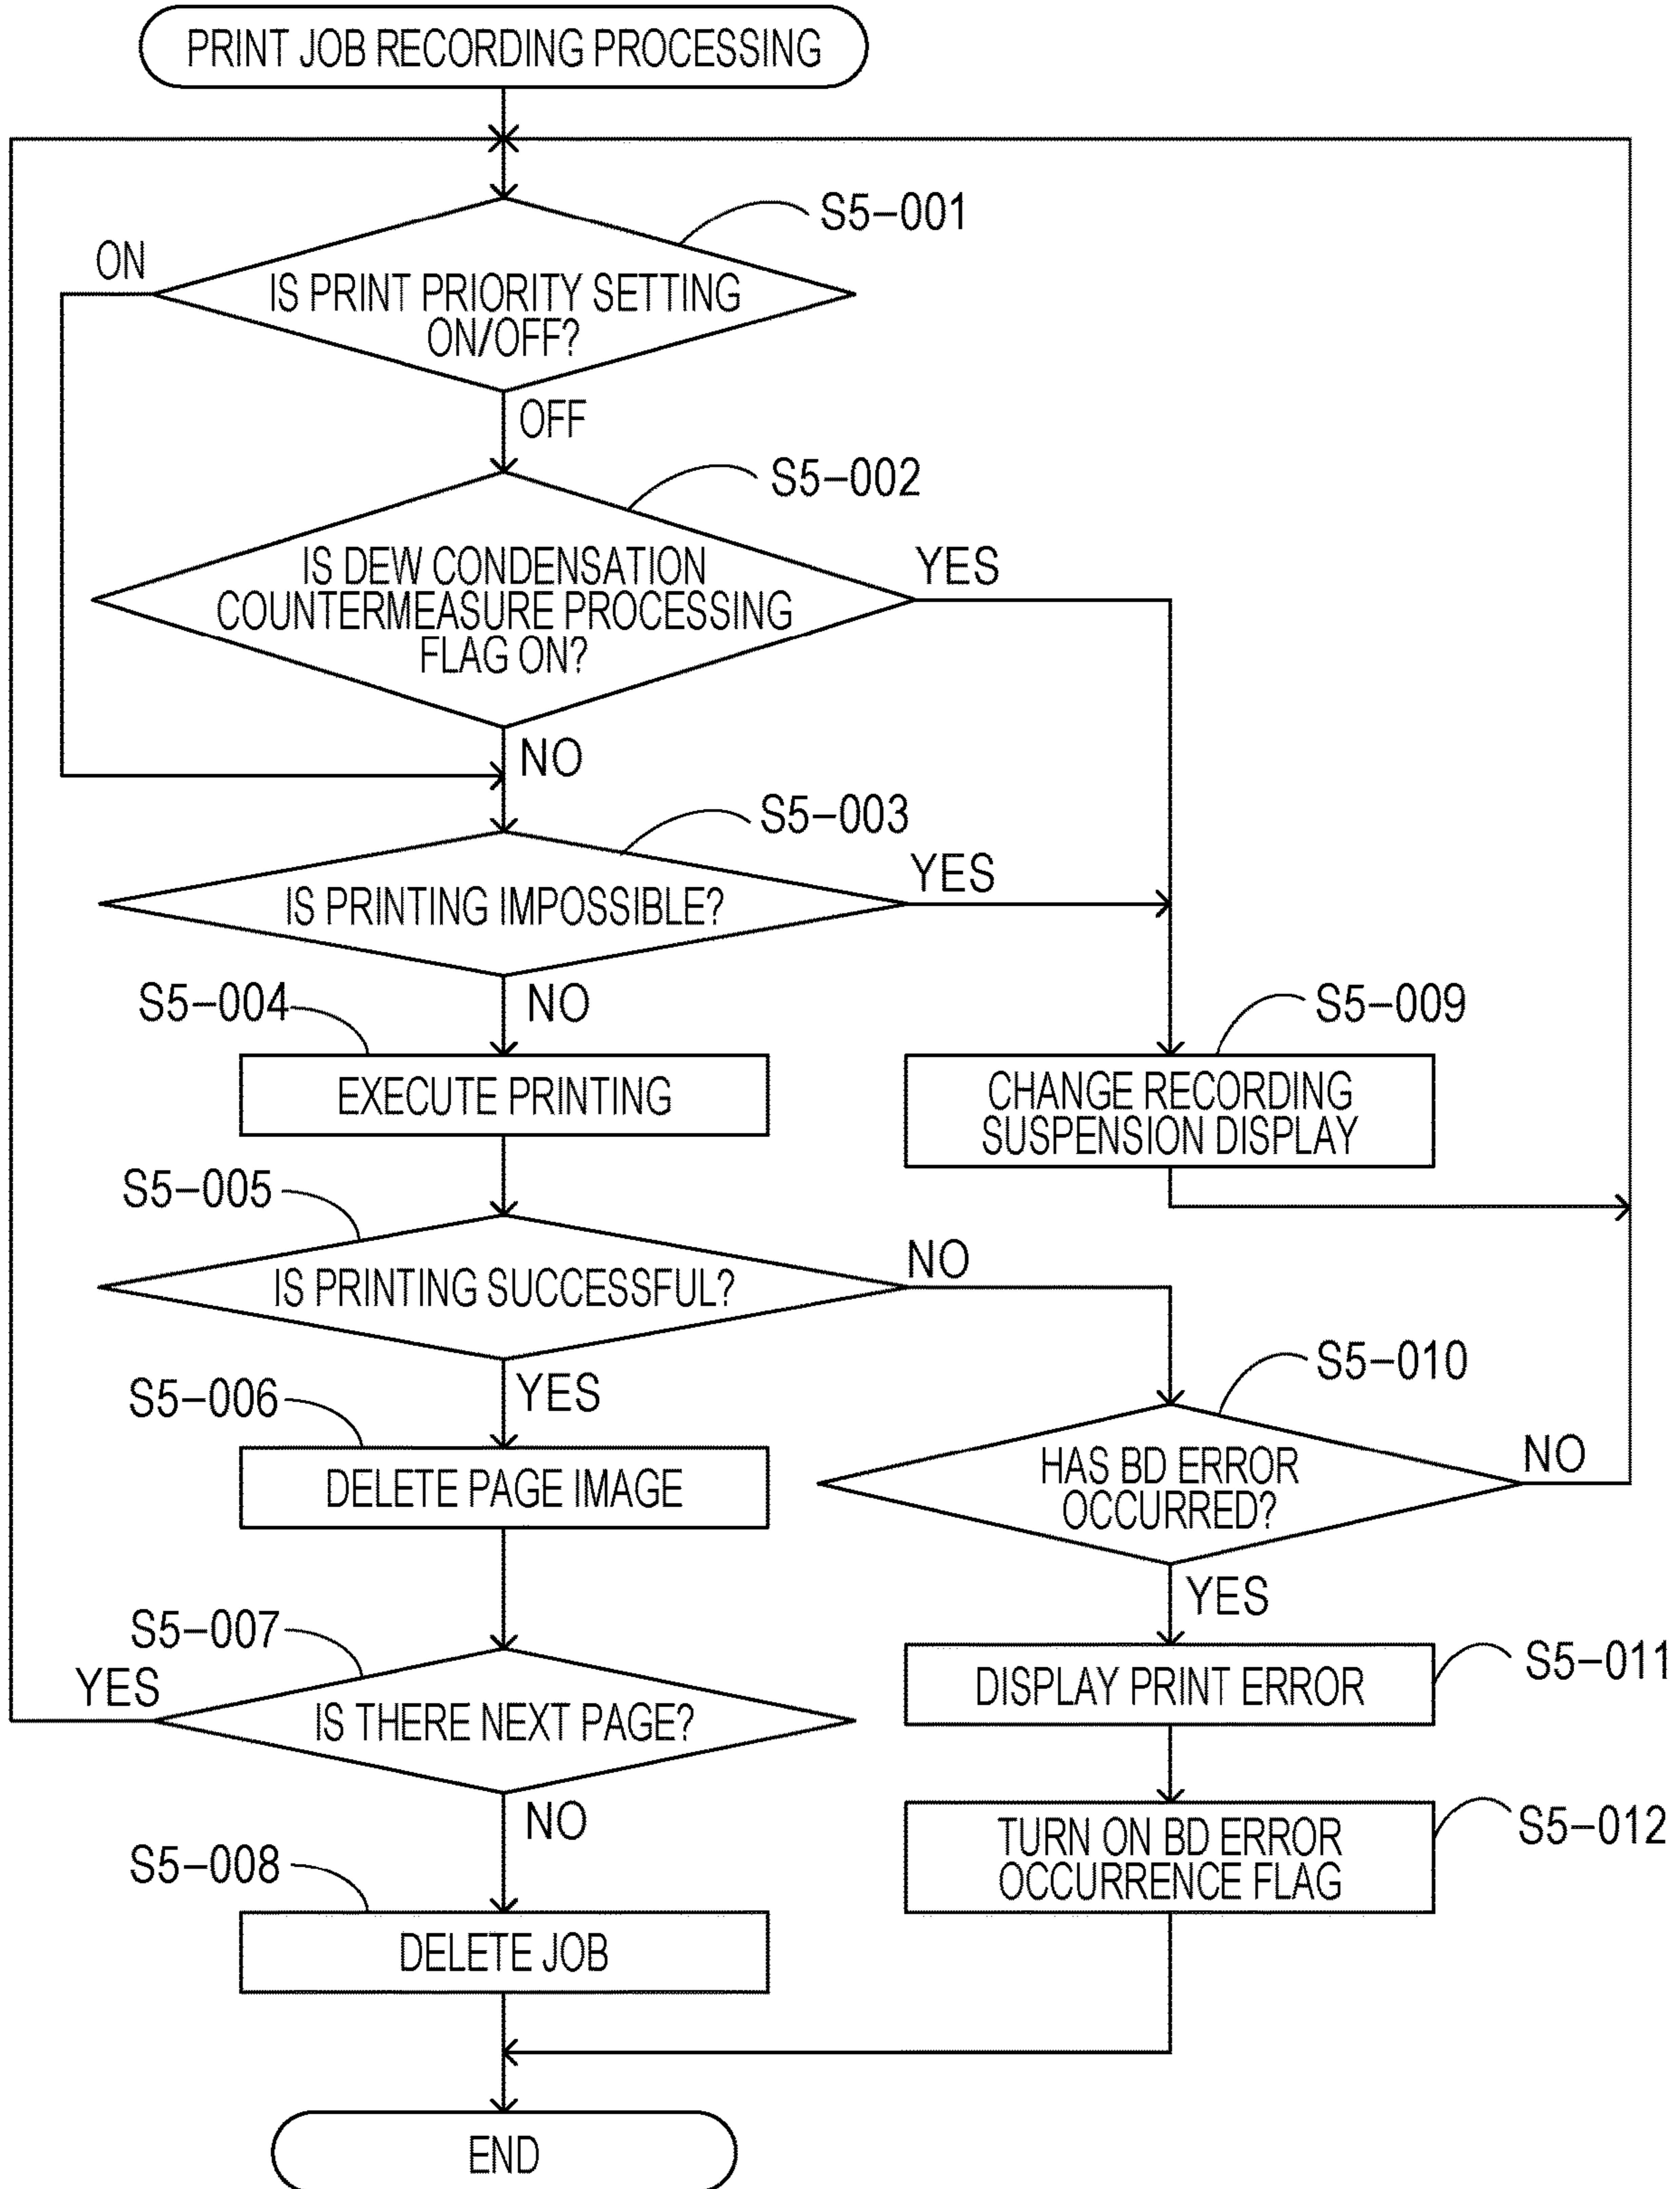 PRINT JOB RECORDING PROCESSING
S5-001
ON
IS PRINT PRIORITY SETTING
ON/OFF?
OFF
S5-002
IS DEW CONDENSATION
COUNTERMEASURE PROCESSING
FLAG ON?
YES
NO
S5-003
IS PRINTING IMPOSSIBLE?
YES
NO
S5-004
EXECUTE PRINTING
S5-009
CHANGE RECORDING
SUSPENSION DISPLAY
S5-005
IS PRINTING SUCCESSFUL?
NO
YES
S5-006
DELETE PAGE IMAGE
S5-010
HAS BD ERROR
OCCURRED?
NO
YES
S5-007
YES
IS THERE NEXT PAGE?
NO
DISPLAY PRINT ERROR
S5-011
TURN ON BD ERROR
OCCURRENCE FLAG
S5-012
S5-008
DELETE JOB
END